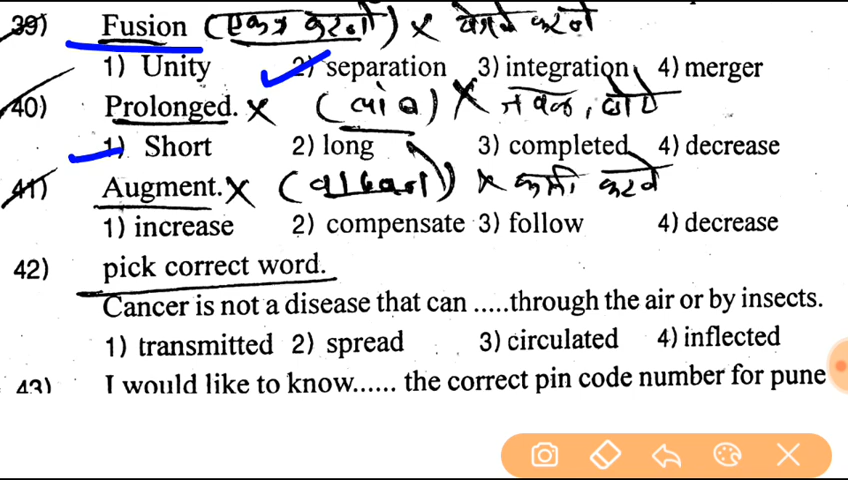 39) Fusion (एकत्र करणे) × वेगळे करणे
1) Unity 2) separation 3) integration 4) merger
40) Prolonged. × (लांब) ×
1) Short 2) long 3) completed 4) decrease
41) Augment. × (वाढवणे) × कमी करणे
1) increase 2) compensate 3) follow 4) decrease
42) pick correct word.
Cancer is not a disease that can .....through the air or by insects.
1) transmitted 2) spread 3) circulated 4) inflected
43) I would like to know...... the correct pin code number for pune